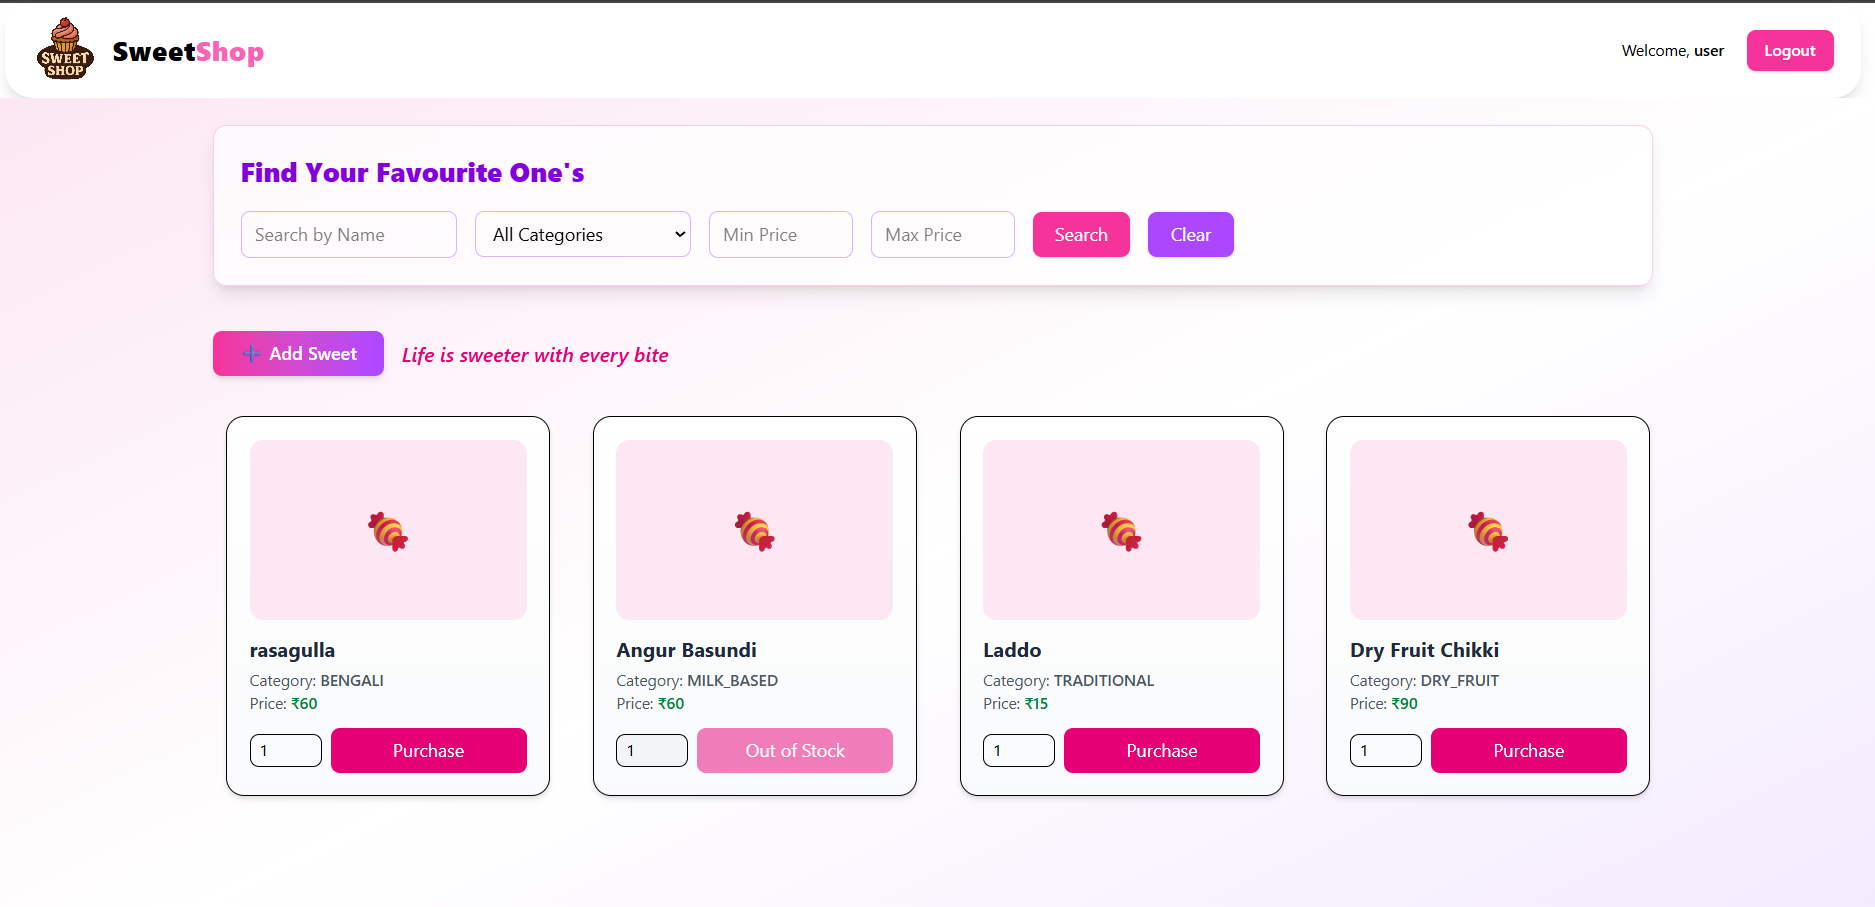 SWEET
SHOP
SweetShop
Welcome, user
Logout
Find Your Favourite One's
Search by Name
All Categories
Min Price
Max Price
Search
Clear
➕ Add Sweet
Life is sweeter with every bite
rasagulla
Category: BENGALI
Price: ₹60
1
Purchase
Angur Basundi
Category: MILK_BASED
Price: ₹60
1
Out of Stock
Laddo
Category: TRADITIONAL
Price: ₹15
1
Purchase
Dry Fruit Chikki
Category: DRY_FRUIT
Price: ₹90
1
Purchase